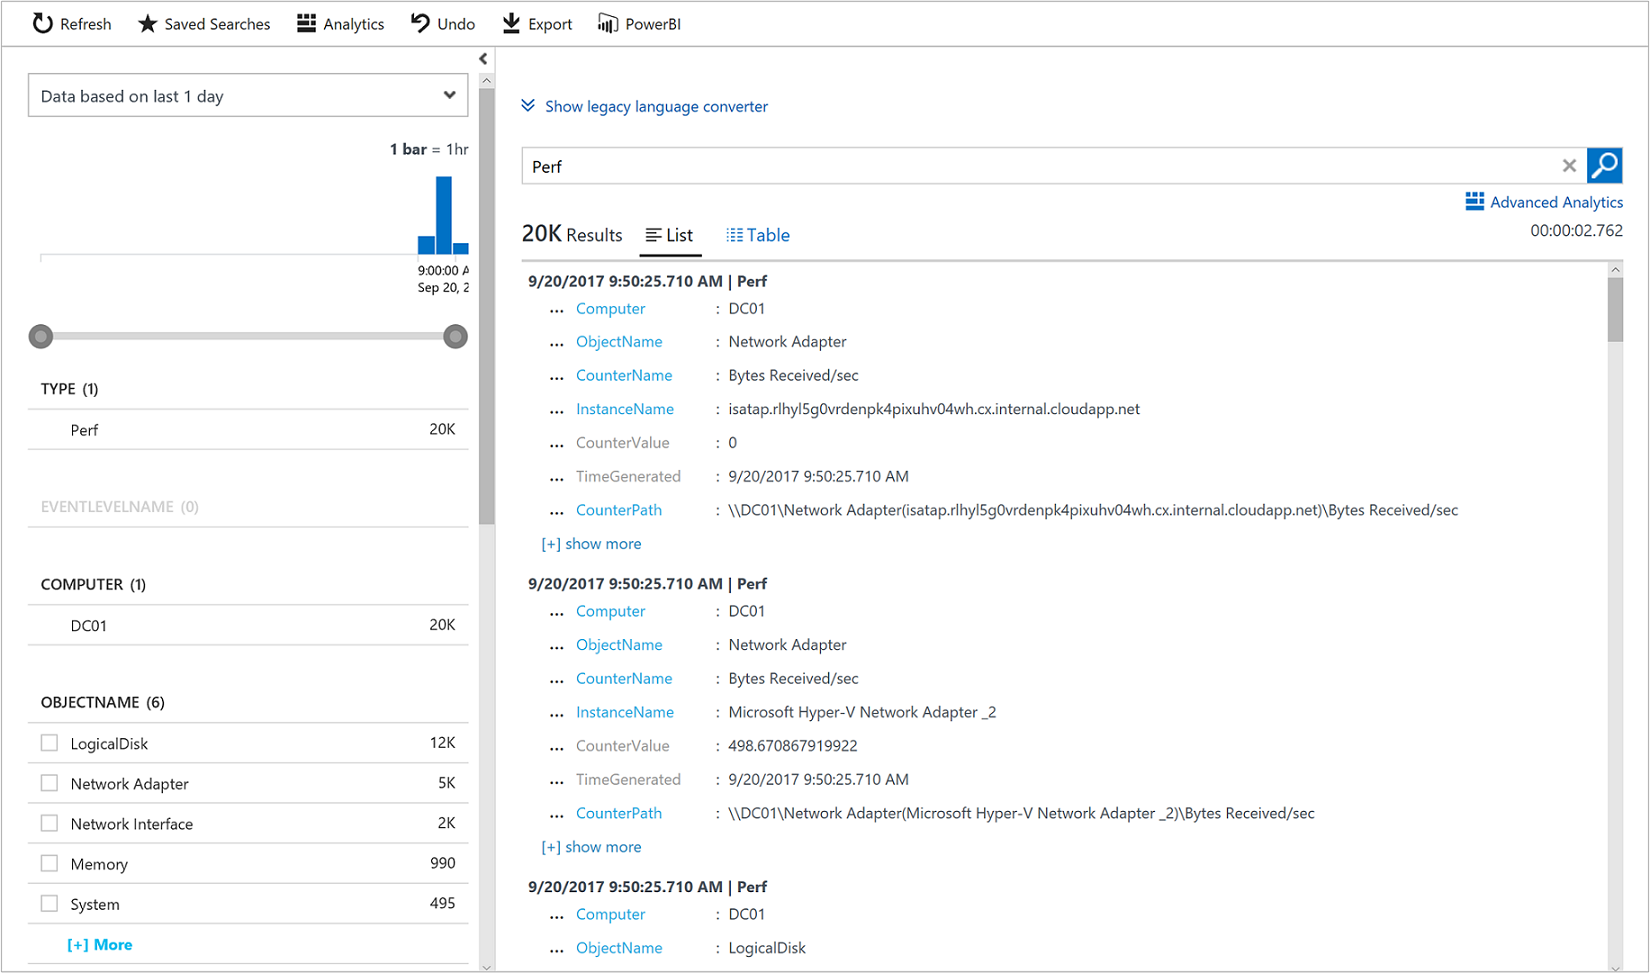 Refresh Saved Searches Analytics Undo Export PowerBI
Data based on last 1 day
1 bar = 1hr
9:00:00 A
Sep 20, 2
TYPE (1)
Perf 20K
EVENTLEVELNAME (0)
COMPUTER (1)
DC01 20K
OBJECTNAME (6)
LogicalDisk 12K
Network Adapter 5K
Network Interface 2K
Memory 990
System 495
[+] More
Show legacy language converter
Perf
Advanced Analytics
20K Results List Table 00:00:02.762
9/20/2017 9:50:25.710 AM | Perf
... Computer : DC01
... ObjectName : Network Adapter
... CounterName : Bytes Received/sec
... InstanceName : isatap.rlhyl5g0vrdenpk4pixuhv04wh.cx.internal.cloudapp.net
... CounterValue : 0
... TimeGenerated : 9/20/2017 9:50:25.710 AM
... CounterPath : \\DC01\Network Adapter(isatap.rlhyl5g0vrdenpk4pixuhv04wh.cx.internal.cloudapp.net)\Bytes Received/sec
[+] show more
9/20/2017 9:50:25.710 AM | Perf
... Computer : DC01
... ObjectName : Network Adapter
... CounterName : Bytes Received/sec
... InstanceName : Microsoft Hyper-V Network Adapter _2
... CounterValue : 498.670867919922
... TimeGenerated : 9/20/2017 9:50:25.710 AM
... CounterPath : \\DC01\Network Adapter(Microsoft Hyper-V Network Adapter _2)\Bytes Received/sec
[+] show more
9/20/2017 9:50:25.710 AM | Perf
... Computer : DC01
... ObjectName : LogicalDisk